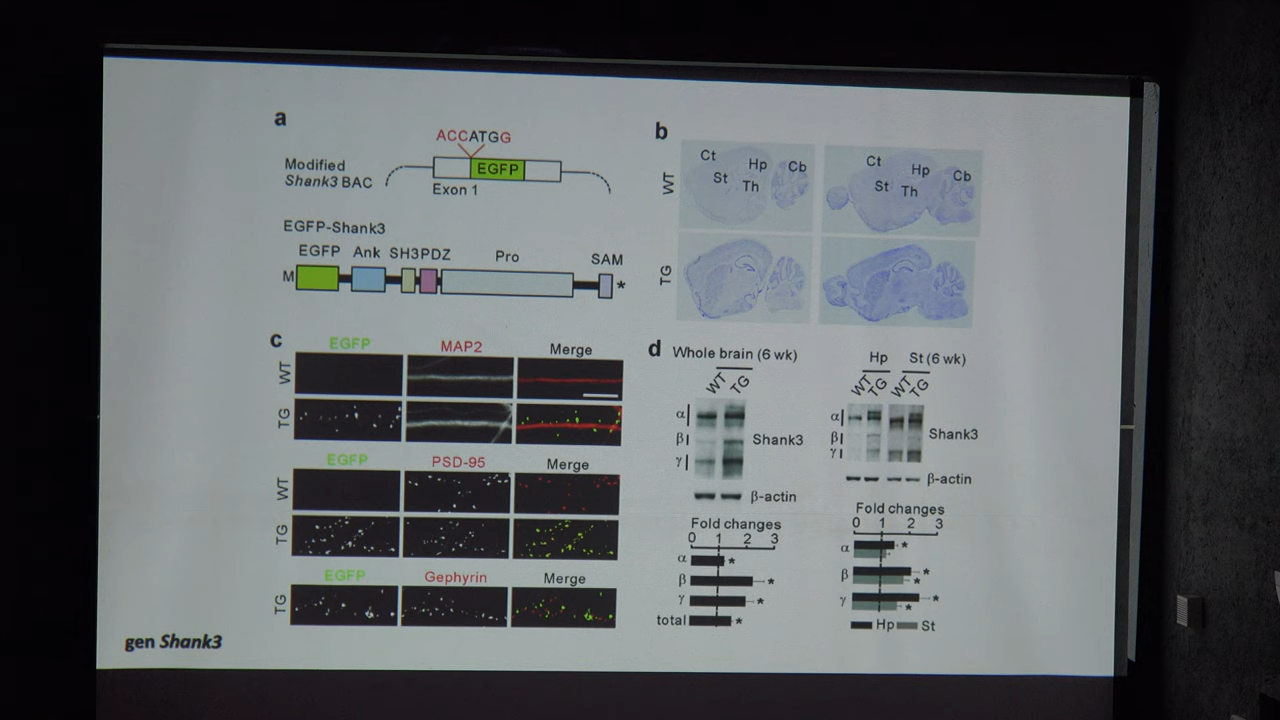 a
ACCATGG
Modified
Shank3 BAC
EGFP
Exon 1
EGFP-Shank3
EGFP Ank SH3 PDZ Pro SAM
M *
b
WT
Ct Hp Cb
St Th
Ct Hp Cb
St Th
TG
c
EGFP MAP2 Merge
WT
TG
EGFP PSD-95 Merge
WT
TG
EGFP Gephyrin Merge
TG
d
Whole brain (6 wk)
WT TG
α
β
γ
Shank3
β-actin
Fold changes
0 1 2 3
α *
β *
γ *
total *
Hp St (6 wk)
WT TG WT TG
α
β
γ
Shank3
β-actin
Fold changes
0 1 2 3
α *
β *
*
γ *
*
Hp St
gen Shank3